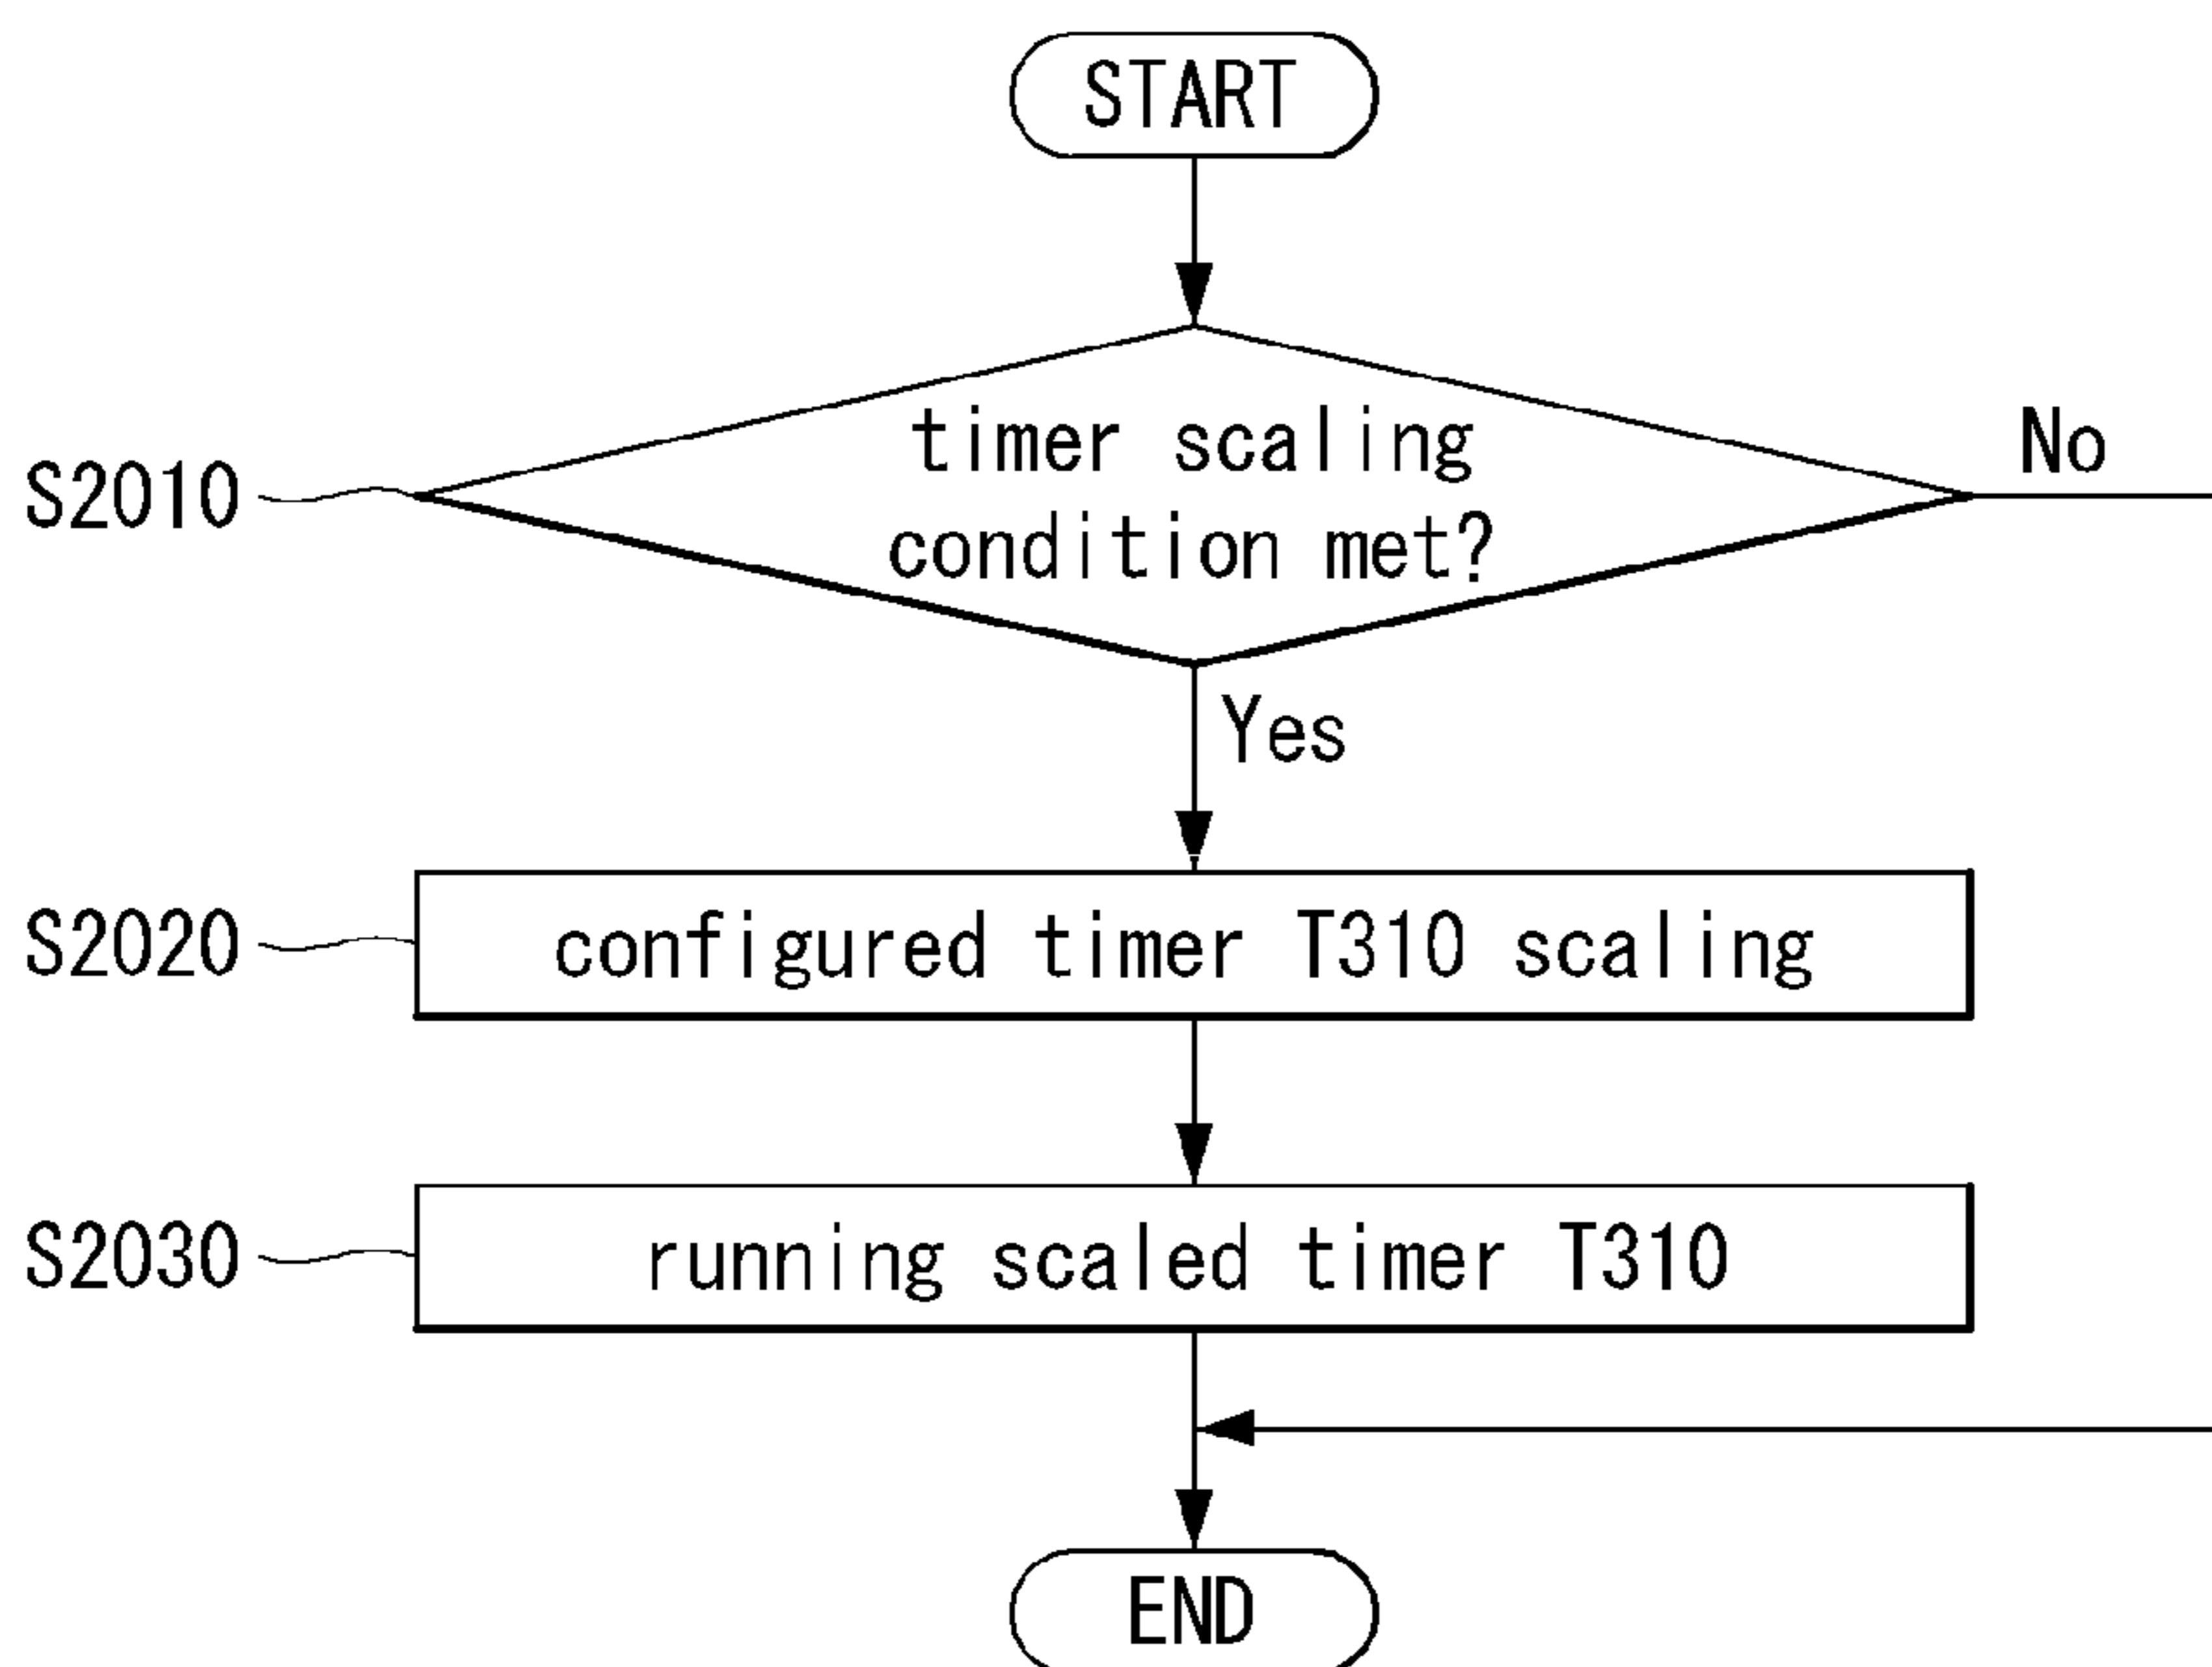 START
timer scaling
condition met?
No
S2010
Yes
S2020
configured timer T310 scaling
S2030
running scaled timer T310
END